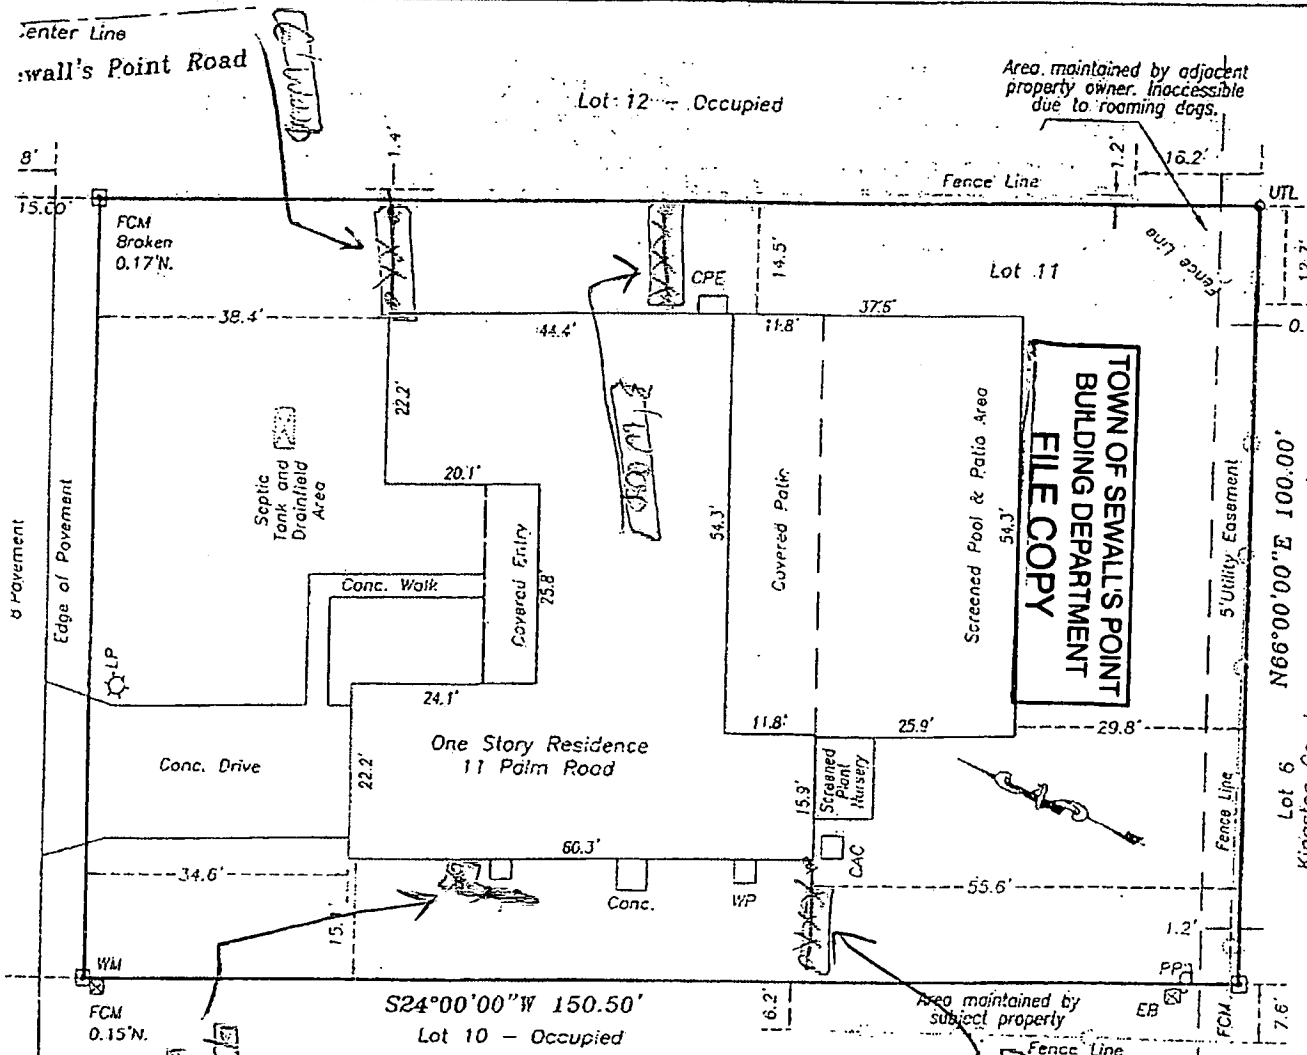 Center Line
wall's Point Road
Lot 12 - Occupied
Area maintained by adjacent
property owner. Inaccessible
due to roaming dogs.
8'
1.4'
1.2'
16.2'
Fence Line
UTL
FCM
Broken
0.17'N.
14.5'
Lot 11
Fence Line
CPE
38.4'
44.4'
11.8'
37.5'
0.
22.2'
Septic
Tank and
Drainfield
Area
20.1'
Wood
54.3'
Covered Patio
Screened Pool & Patio Area
54.3'
TOWN OF SEWALL'S POINT
BUILDING DEPARTMENT
FILE COPY
5' Utility Easement
N66°00'00"E 100.00'
Pavement
Edge of Pavement
Conc. Walk
Covered Entry
25.8'
LP
24.1'
11.8'
25.9'
29.8'
One Story Residence
11 Palm Road
Conc. Drive
22.2'
15.9'
Screened
Plant
Nursery
Fence Line
Lot 6
60.3'
CAC
34.6'
Conc.
WP
55.6'
1.2'
WM
PP
FCM
0.15'N.
S24°00'00"W 150.50'
Lot 10 - Occupied
6.2'
Area maintained by
subject property
EB
FCM
7.6'
Fence Line